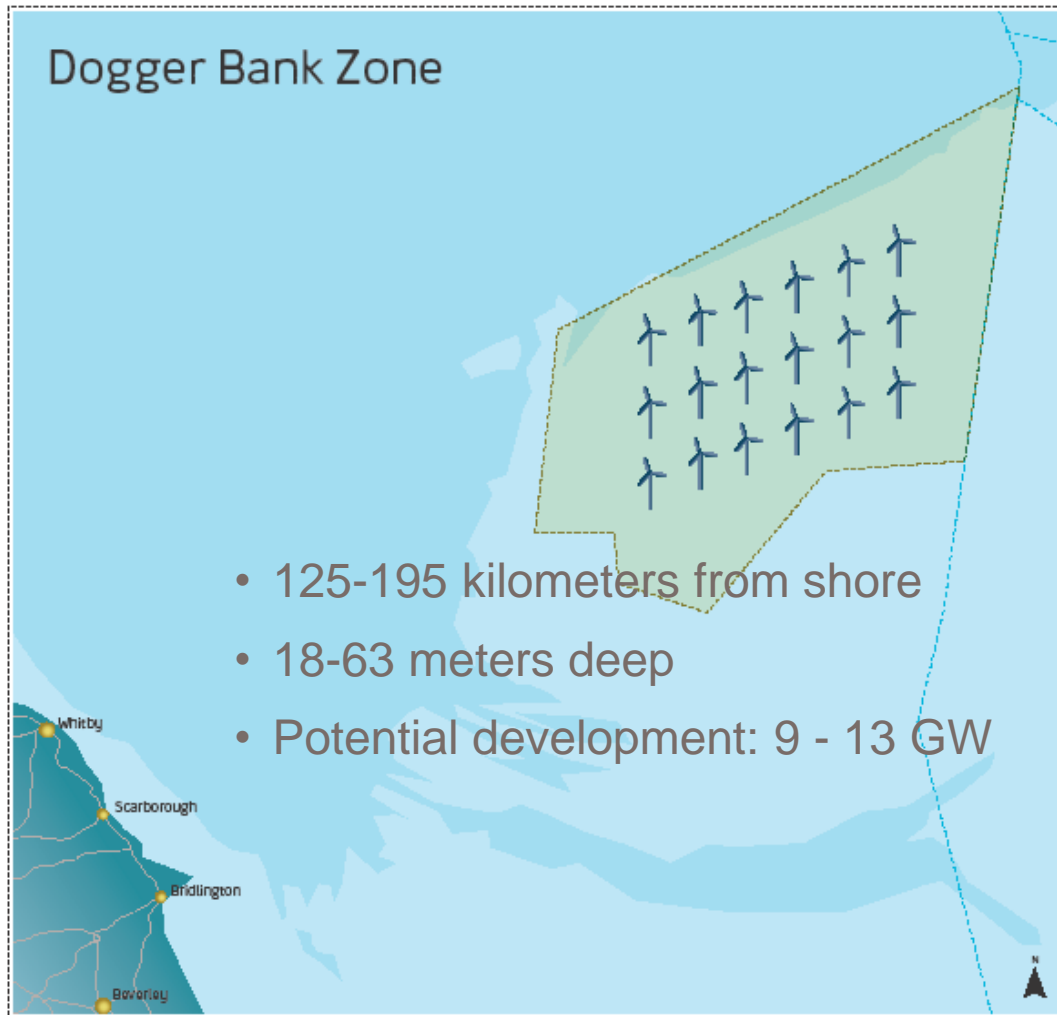 Dogger Bank Zone
• 125-195 kilometers from shore
• 18-63 meters deep
• Potential development: 9 - 13 GW
Whitby
Scarborough
Bridlington
Beverley
N